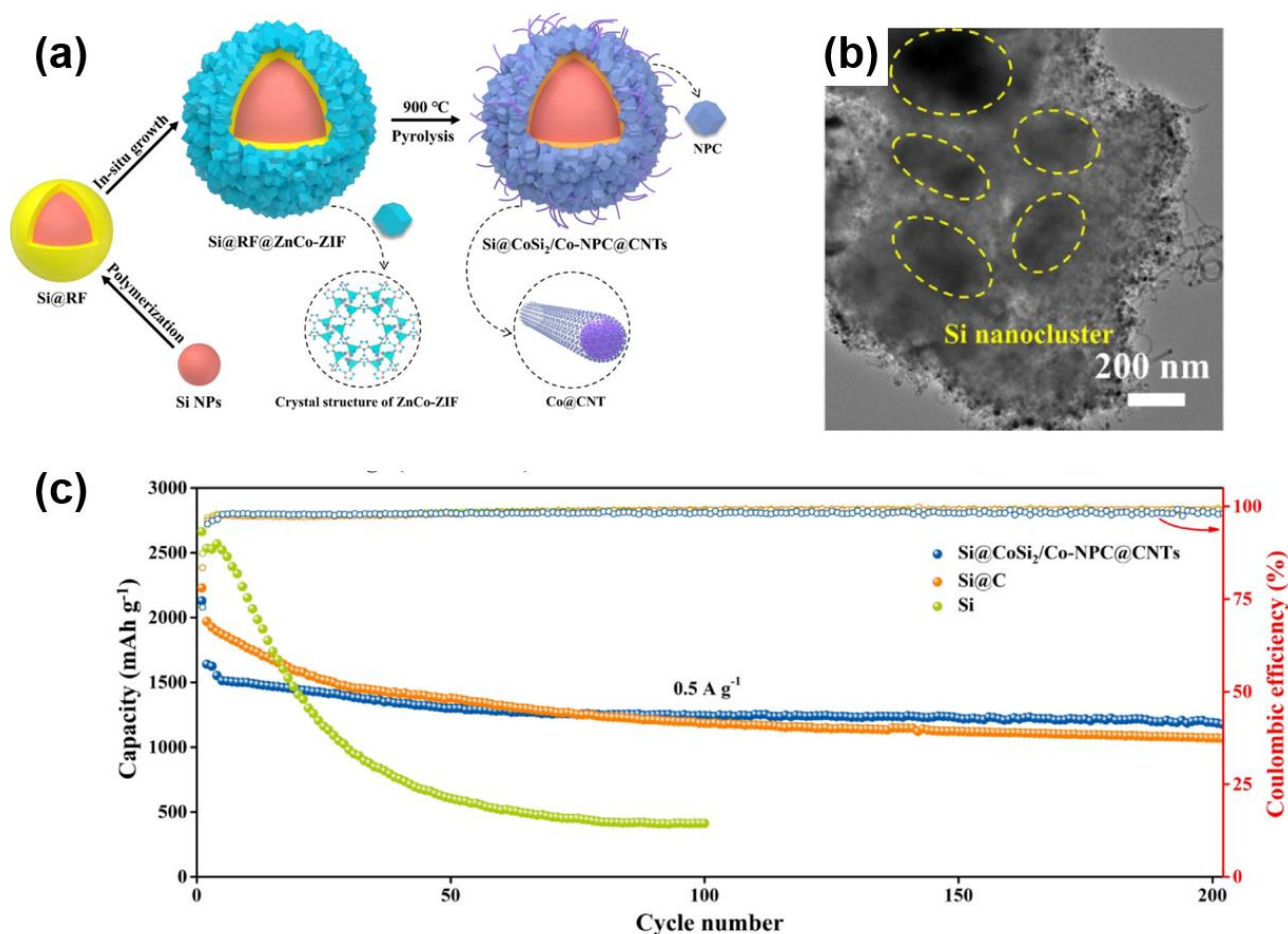 (a)
In-situ growth
Polymerization
Si@RF
Si NPs
Si@RF@ZnCo-ZIF
900 °C
Pyrolysis
Si@CoSi₂/Co-NPC@CNTs
NPC
Crystal structure of ZnCo-ZIF
Co@CNT
(b)
Si nanocluster
200 nm
(c)
3000
2500
2000
1500
1000
500
0
Capacity (mAh g⁻¹)
Si@CoSi₂/Co-NPC@CNTs
Si@C
Si
0.5 A g⁻¹
100
75
50
25
0
Coulombic efficiency (%)
0 50 100 150 200
Cycle number